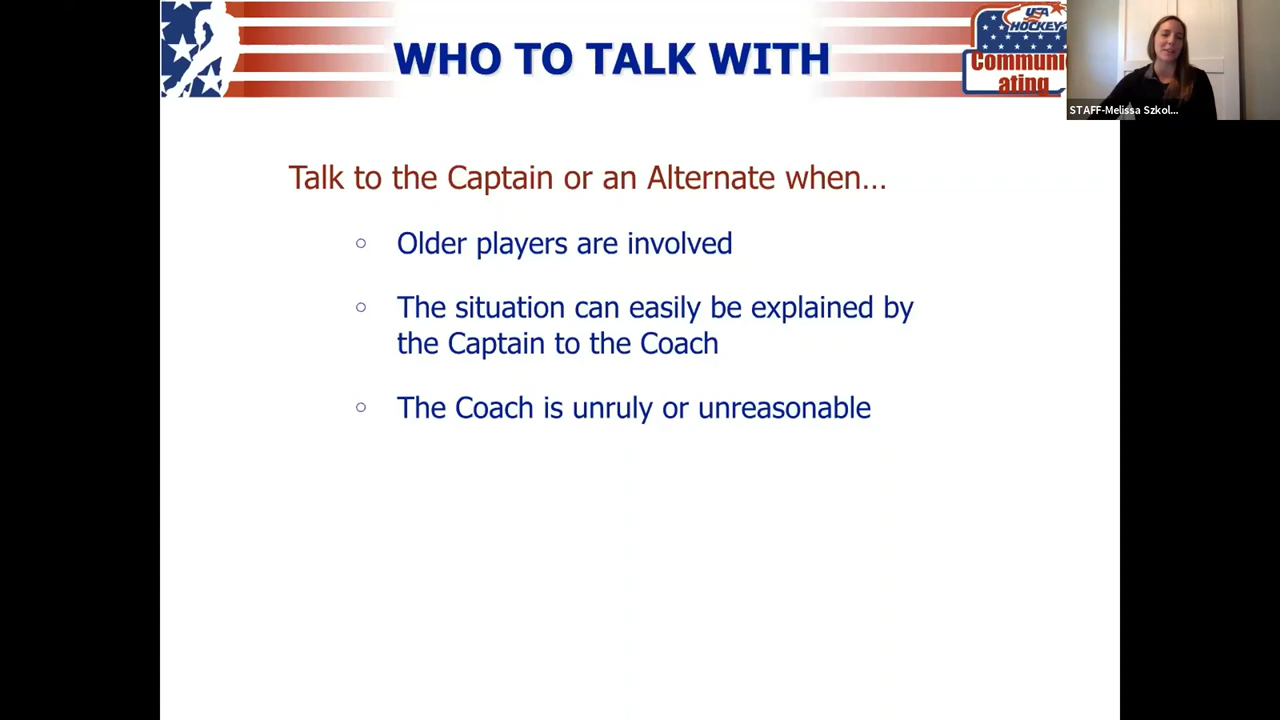 WHO TO TALK WITH
USA
HOCKEY
Communic
ating
STAFF-Melissa Szkol...
Talk to the Captain or an Alternate when...
Older players are involved
The situation can easily be explained by
the Captain to the Coach
The Coach is unruly or unreasonable